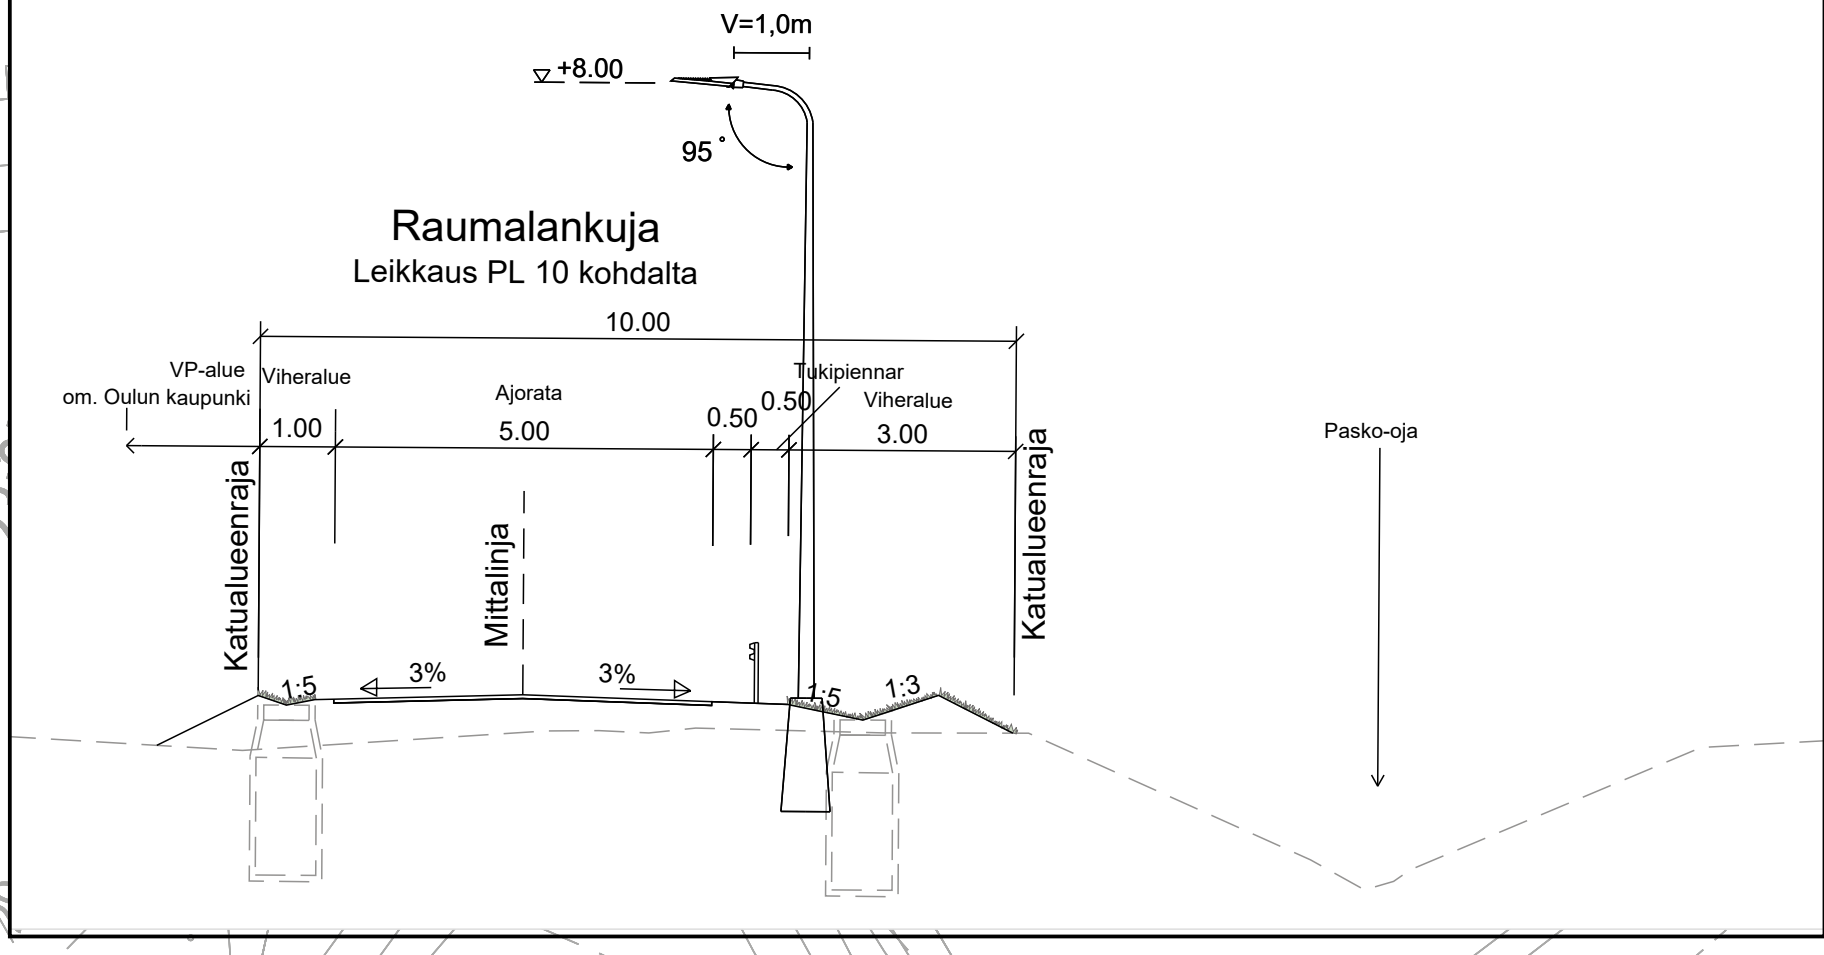 V=1,0m
+8.00
95°
Raumalankuja
Leikkaus PL 10 kohdalta
10.00
VP-alue
om. Oulun kaupunki
Viheralue
1.00
Ajorata
5.00
0.50
0.50
Tukipiennar
Viheralue
3.00
Pasko-oja
Katualueenraja
Mittalinja
Katualueenraja
1:5
3%
3%
1:5
1:3